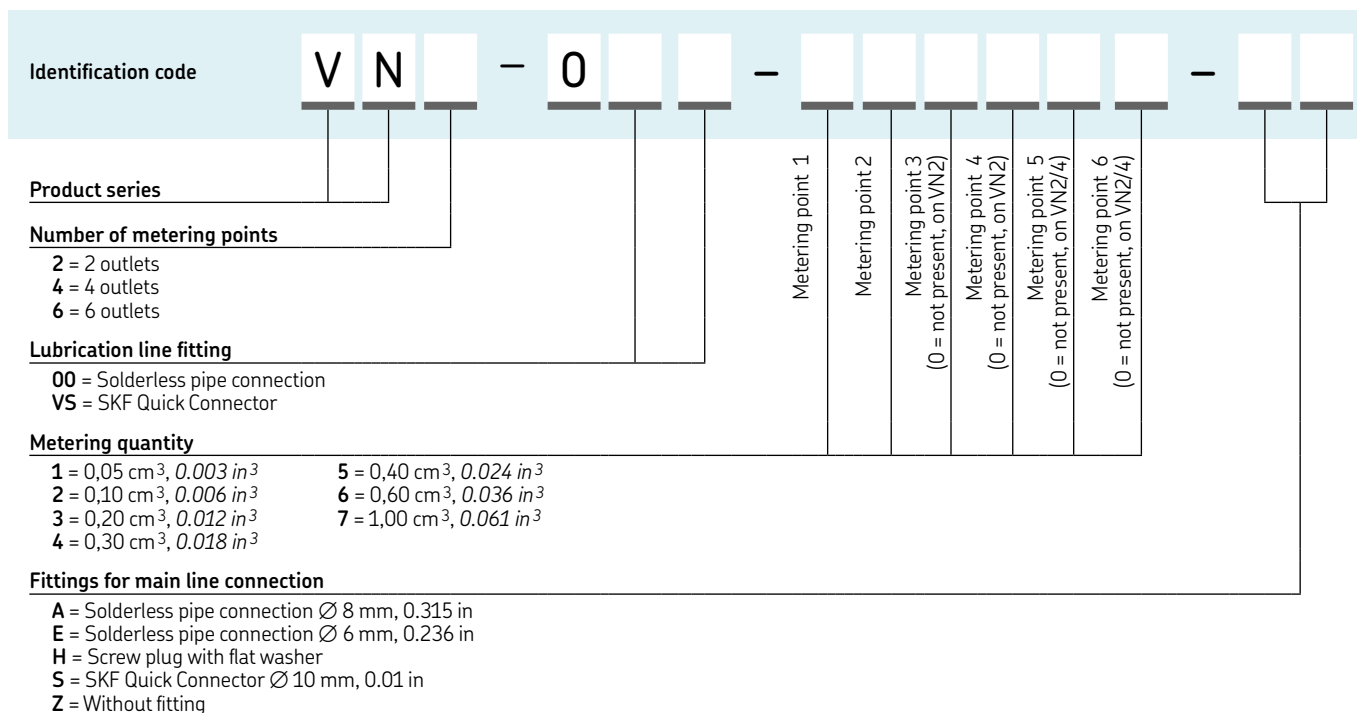 Identification code V N – 0 – –
Product series
Number of metering points
2 = 2 outlets
4 = 4 outlets
6 = 6 outlets
Lubrication line fitting
00 = Solderless pipe connection
VS = SKF Quick Connector
Metering point 1
Metering point 2
Metering point 3
(0 = not present, on VN2)
Metering point 4
(0 = not present, on VN2)
Metering point 5
(0 = not present, on VN2/4)
Metering point 6
(0 = not present, on VN2/4)
Metering quantity
1 = 0,05 cm³, 0.003 in³
2 = 0,10 cm³, 0.006 in³
3 = 0,20 cm³, 0.012 in³
4 = 0,30 cm³, 0.018 in³
5 = 0,40 cm³, 0.024 in³
6 = 0,60 cm³, 0.036 in³
7 = 1,00 cm³, 0.061 in³
Fittings for main line connection
A = Solderless pipe connection ∅ 8 mm, 0.315 in
E = Solderless pipe connection ∅ 6 mm, 0.236 in
H = Screw plug with flat washer
S = SKF Quick Connector ∅ 10 mm, 0.01 in
Z = Without fitting